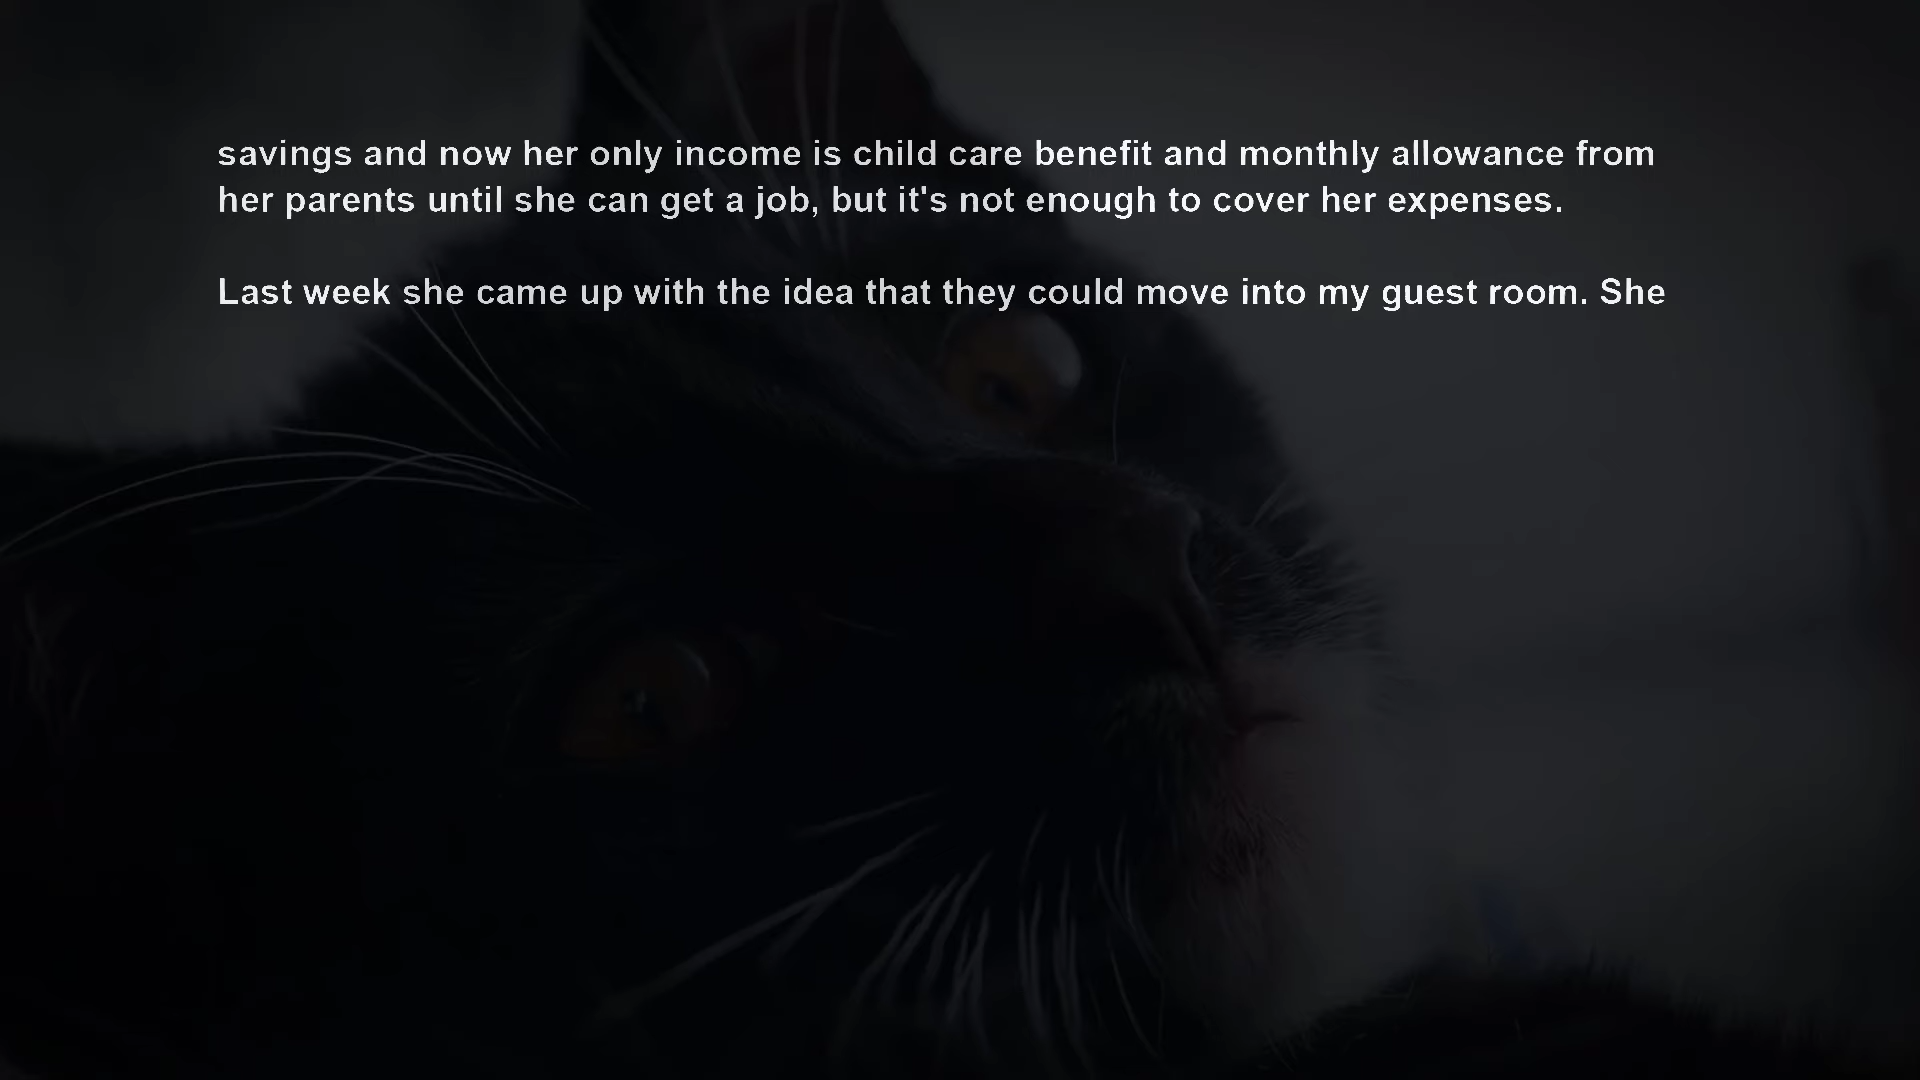 savings and now her only income is child care benefit and monthly allowance from
her parents until she can get a job, but it's not enough to cover her expenses.
Last week she came up with the idea that they could move into my guest room. She